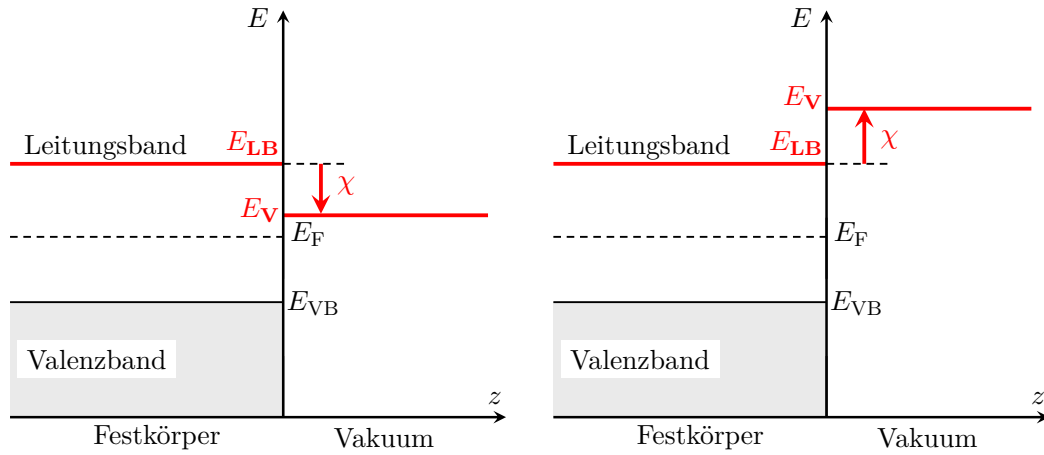 E
Leitungsband
E_LB
χ
E_V
E_F
E_VB
Valenzband
z
Festkörper
Vakuum
E
E_V
Leitungsband
E_LB
χ
E_F
E_VB
Valenzband
z
Festkörper
Vakuum